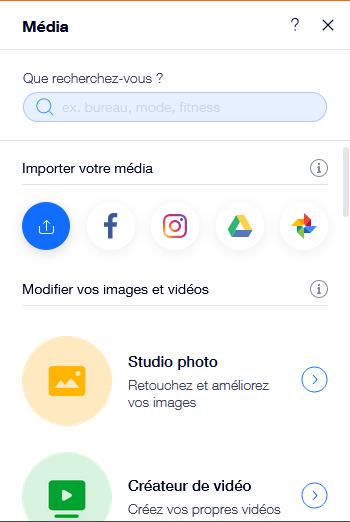 Média
?
Que recherchez-vous ?
ex. bureau, mode, fitness
Importer votre média
Modifier vos images et vidéos
Studio photo
Retouchez et améliorez
vos images
Créateur de vidéo
Créez vos propres vidéos